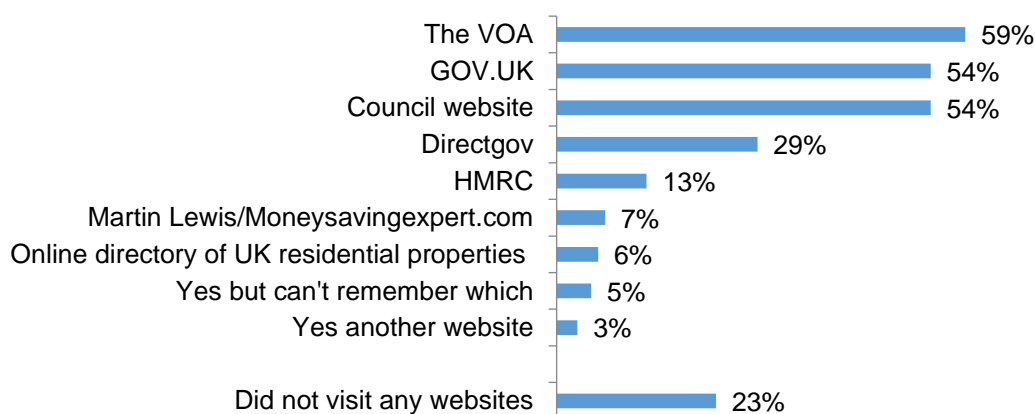 The VOA 59%
GOV.UK 54%
Council website 54%
Directgov 29%
HMRC 13%
Martin Lewis/Moneysavingexpert.com 7%
Online directory of UK residential properties 6%
Yes but can't remember which 5%
Yes another website 3%
Did not visit any websites 23%